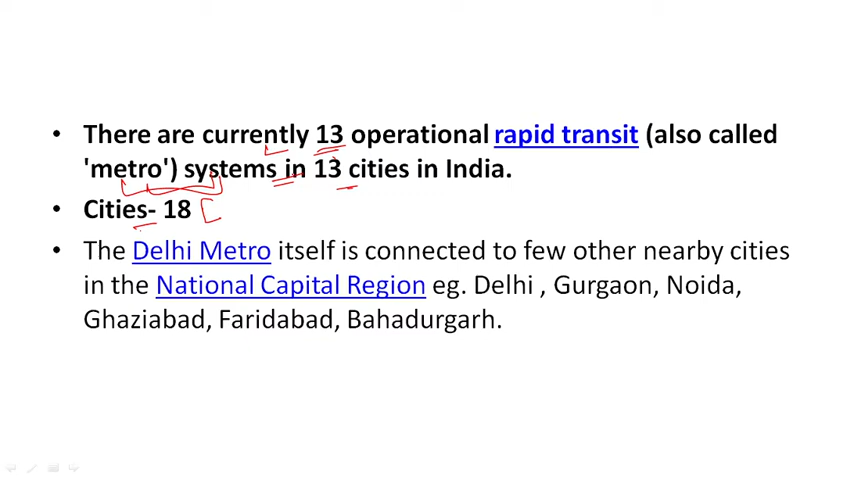 • There are currently 13 operational rapid transit (also called
'metro') systems in 13 cities in India.
• Cities- 18
• The Delhi Metro itself is connected to few other nearby cities
in the National Capital Region eg. Delhi , Gurgaon, Noida,
Ghaziabad, Faridabad, Bahadurgarh.